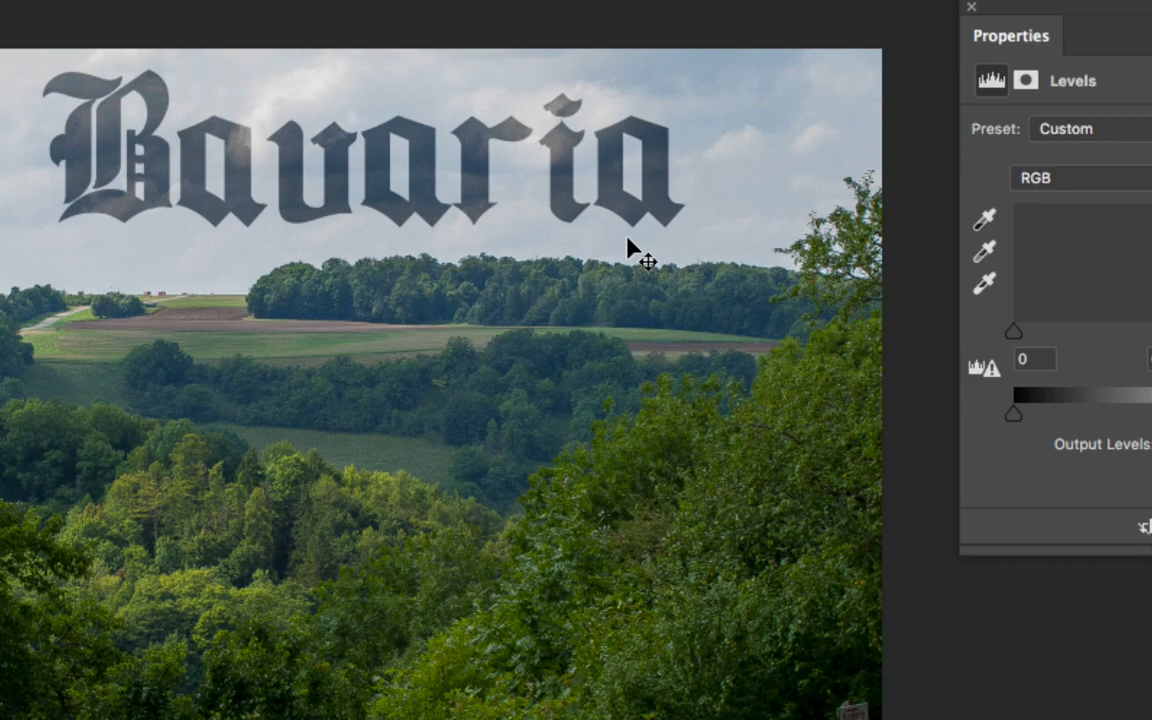 Bavaria
Properties
Levels
Preset: Custom
RGB
0
Output Levels: